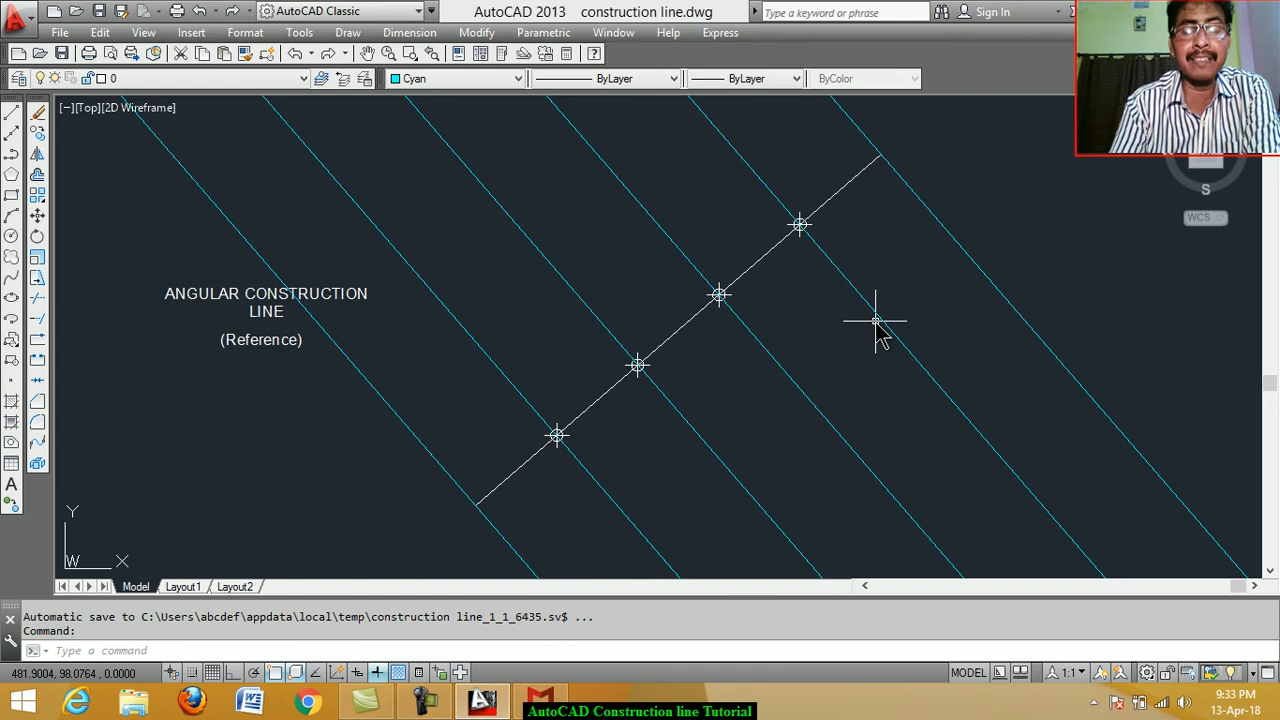 AutoCAD Classic
AutoCAD 2013 construction line.dwg
Type a keyword or phrase
Sign In
File Edit View Insert Format Tools Draw Dimension Modify Parametric Window Help Express
0
Cyan
ByLayer
ByLayer
ByColor
[−][Top][2D Wireframe]
S
WCS
ANGULAR CONSTRUCTION
LINE
(Reference)
Y
W X
Model Layout1 Layout2
Automatic save to C:\Users\abcdef\appdata\local\temp\construction line_1_1_6435.sv$ ...
Command:
Type a command
481.9004, 98.0764, 0.0000
MODEL
1:1
9:33 PM
13-Apr-18
AutoCAD Construction line Tutorial